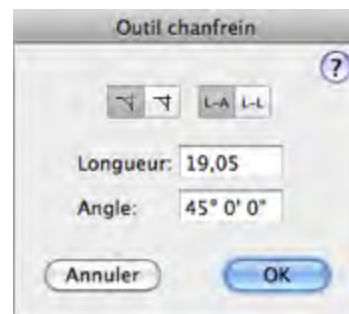 Outil chanfrein
?
L-A L-L
Longueur: 19,05
Angle: 45° 0' 0"
Annuler OK